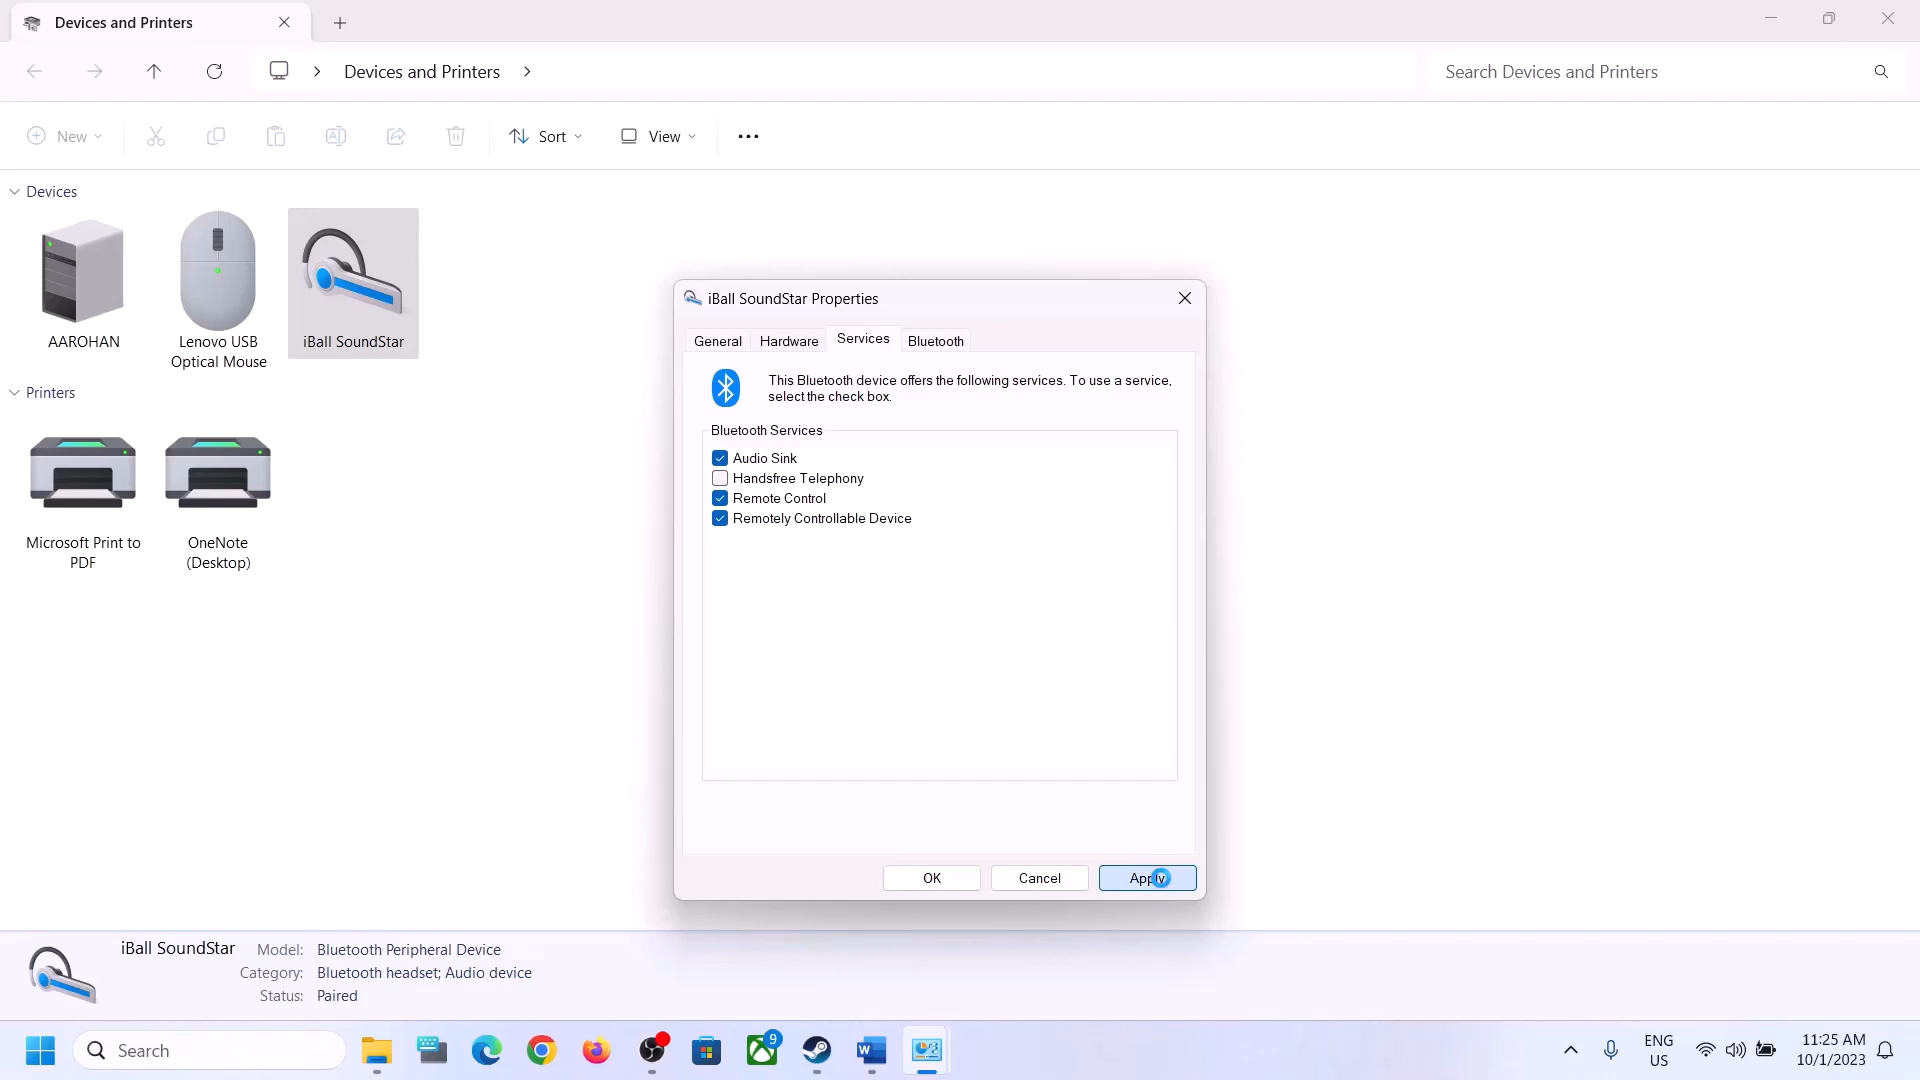 Devices and Printers
Devices and Printers
Search Devices and Printers
New
Sort
View
Devices
AAROHAN
Lenovo USB
Optical Mouse
iBall SoundStar
Printers
Microsoft Print to
PDF
OneNote
(Desktop)
iBall SoundStar Properties
General
Hardware
Services
Bluetooth
This Bluetooth device offers the following services. To use a service,
select the check box.
Bluetooth Services
Audio Sink
Handsfree Telephony
Remote Control
Remotely Controllable Device
OK
Cancel
Apply
iBall SoundStar
Model: Bluetooth Peripheral Device
Category: Bluetooth headset; Audio device
Status: Paired
Search
9
ENG
US
11:25 AM
10/1/2023